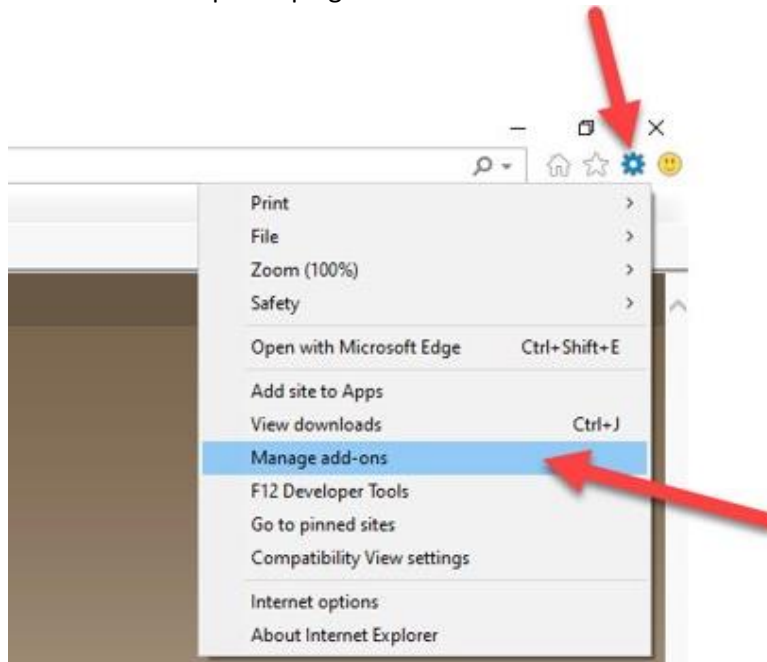 Print
File
Zoom (100%)
Safety
Open with Microsoft Edge Ctrl+Shift+E
Add site to Apps
View downloads Ctrl+J
Manage add-ons
F12 Developer Tools
Go to pinned sites
Compatibility View settings
Internet options
About Internet Explorer